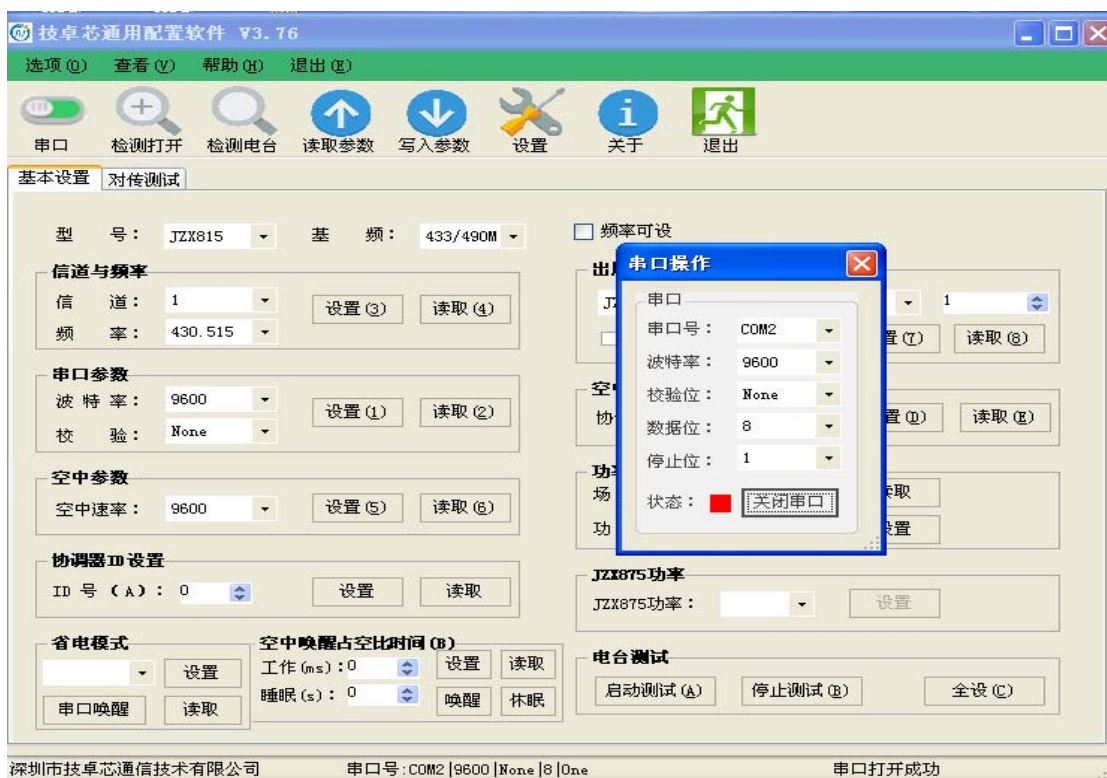 技卓芯通用配置软件 V3.76
选项(O) 查看(V) 帮助(H) 退出(E)
串口 检测打开 检测电台 读取参数 写入参数 设置 关于 退出
基本设置 对传测试
型 号： JZX815 基 频： 433/490M 频率可设
信道与频率
信 道： 1 设置(3) 读取(4)
频 率： 430.515
串口参数
波 特 率： 9600 设置(1) 读取(2)
校 验： None
空中参数
空中速率： 9600 设置(5) 读取(6)
协调器ID设置
ID 号 (A)： 0 设置 读取
省电模式
设置
串口唤醒 读取
空中唤醒占空比时间(B)
工作(ms)：0 设置 读取
睡眠(s)： 0 唤醒 休眠
1
置(7) 读取(8)
空
置(D) 读取(E)
场
功
置
串口操作
串口
串口号： COM2
波特率： 9600
校验位： None
数据位： 8
停止位： 1
状态： 关闭串口
JZX875功率
JZX875功率： 设置
电台测试
启动测试(A) 停止测试(B) 全设(C)
深圳市技卓芯通信技术有限公司 串口号:COM2|9600|None|8|One 串口打开成功